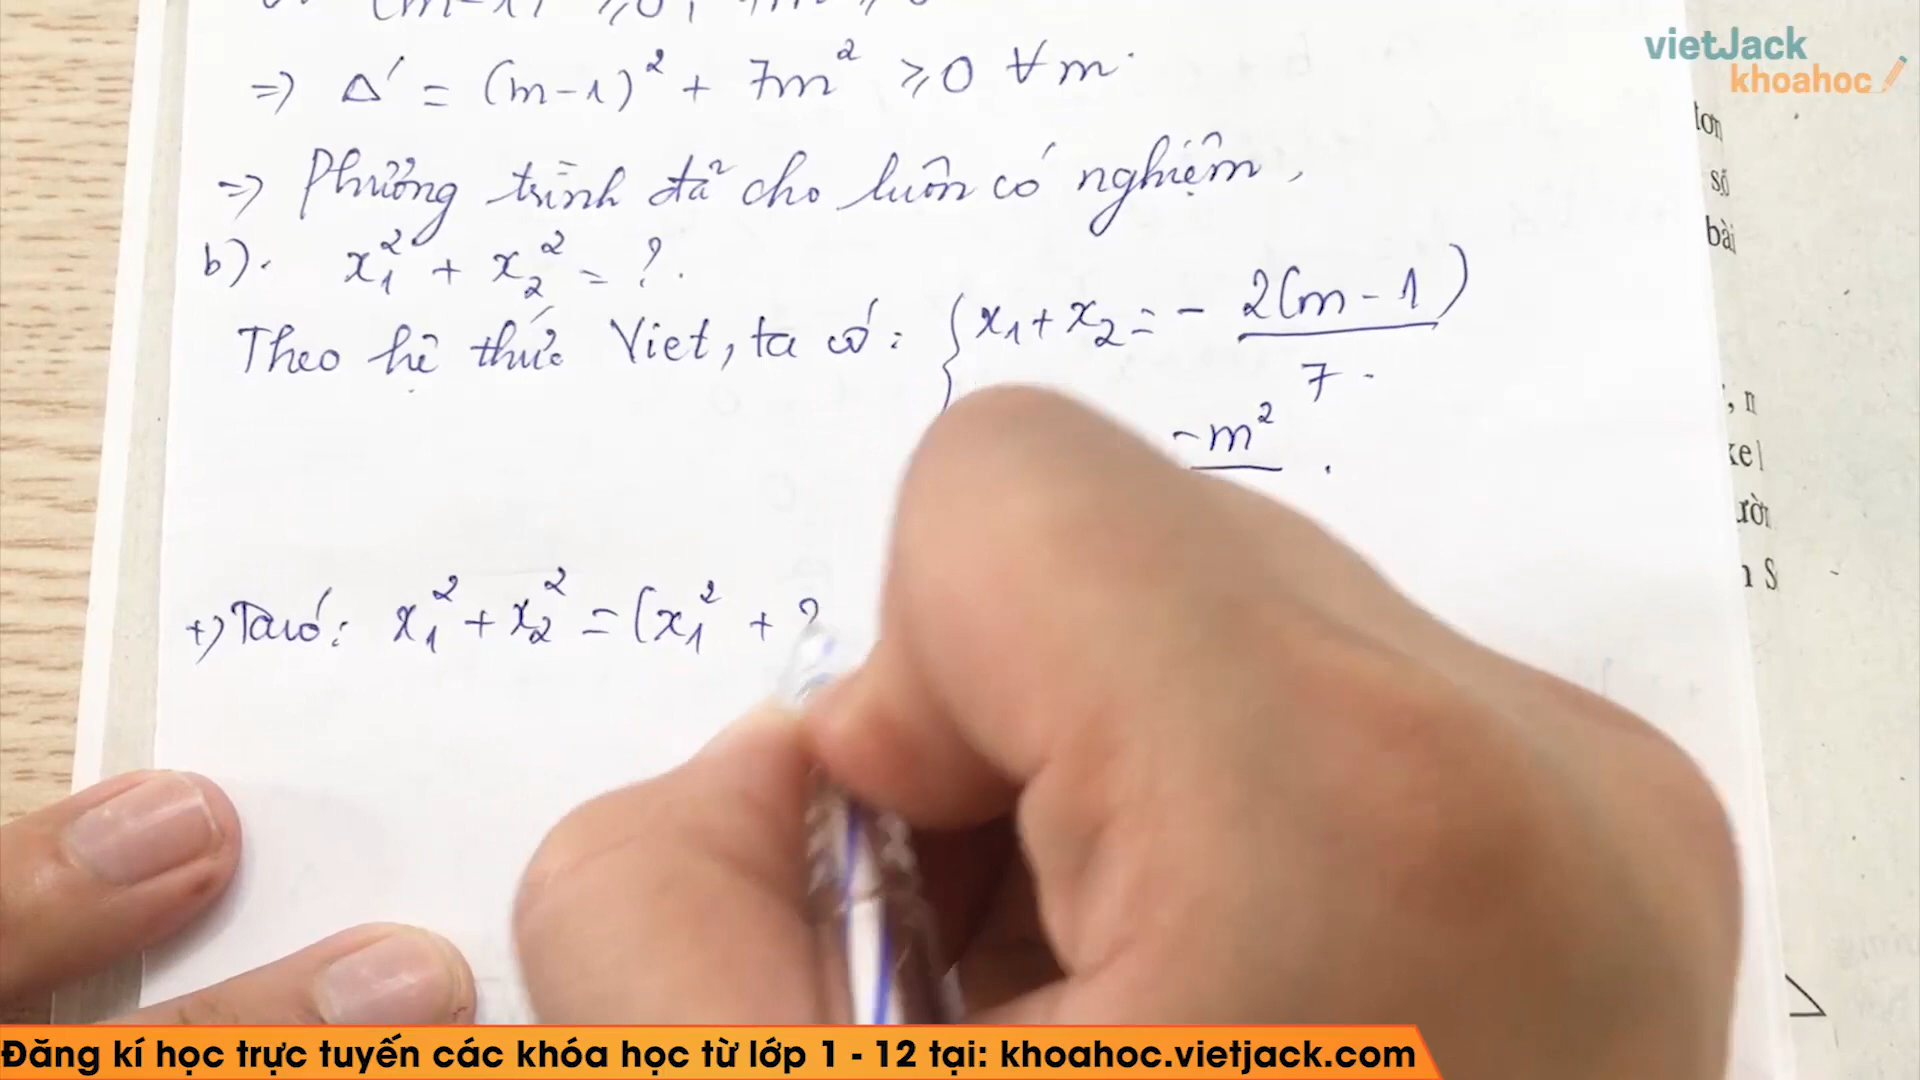 vietJack
khoahoc
=> Δ' = (m-1)² + 7m² ≥ 0 ∀m.
=> Phương trình đã cho luôn có nghiệm.
b). x₁² + x₂² = ?.
Theo hệ thức Viet, ta có: { x₁ + x₂ = - 2(m-1) / 7.
-m² .
+) Ta có: x₁² + x₂² = (x₁² + 2
số
bài
Đăng kí học trực tuyến các khóa học từ lớp 1 - 12 tại: khoahoc.vietjack.com